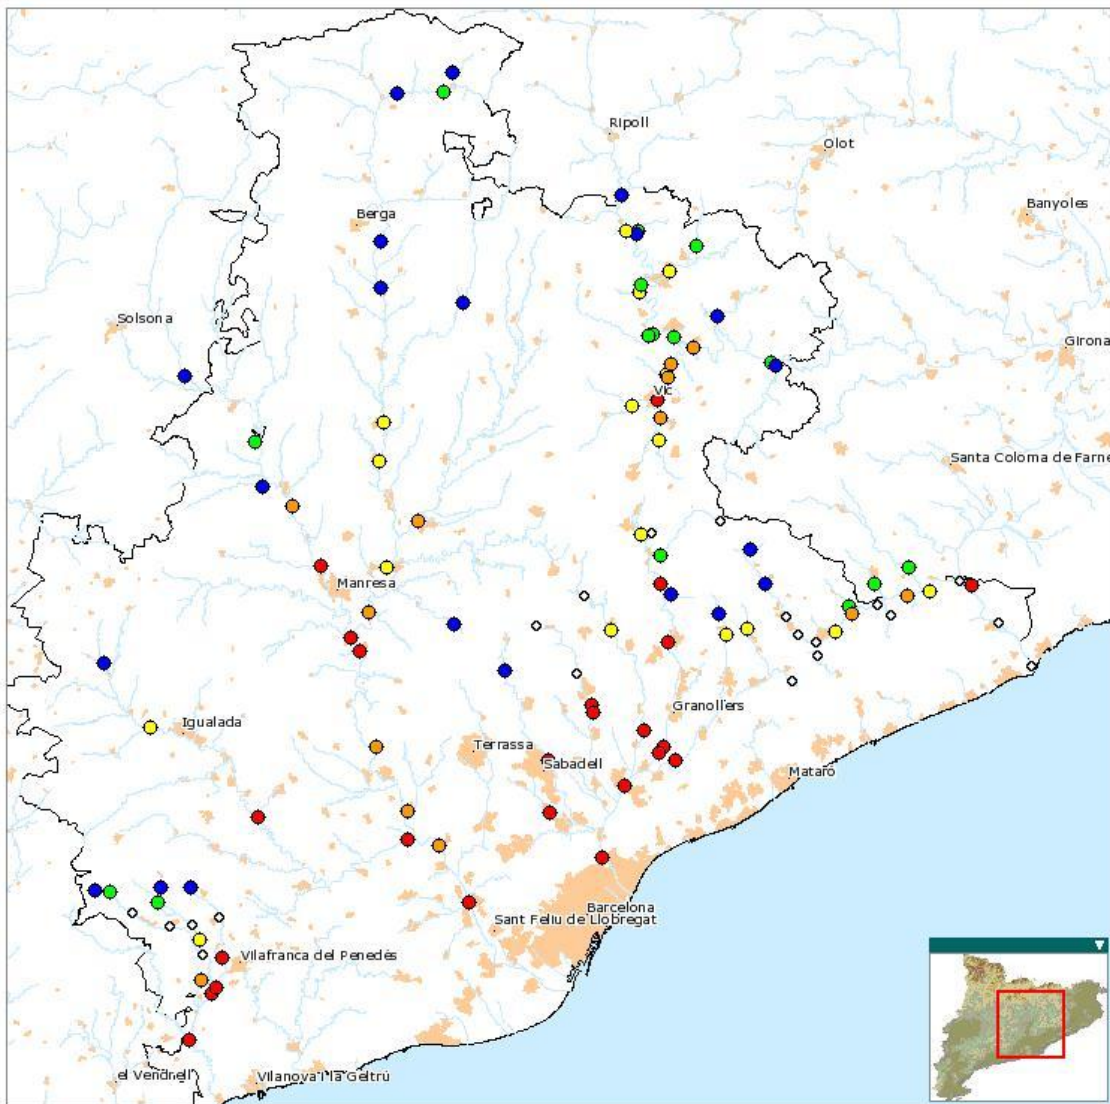 Ripoll
Olot
Banyoles
Berga
Solsona
Girona
Vic
Santa Coloma de Farne
Manresa
Igualada
Granollers
Terrassa
Sabadell
Mataró
Barcelona
Sant Feliu de Llobregat
Vilafranca del Penedès
el Vendrell
Vilanova i la Geltrú